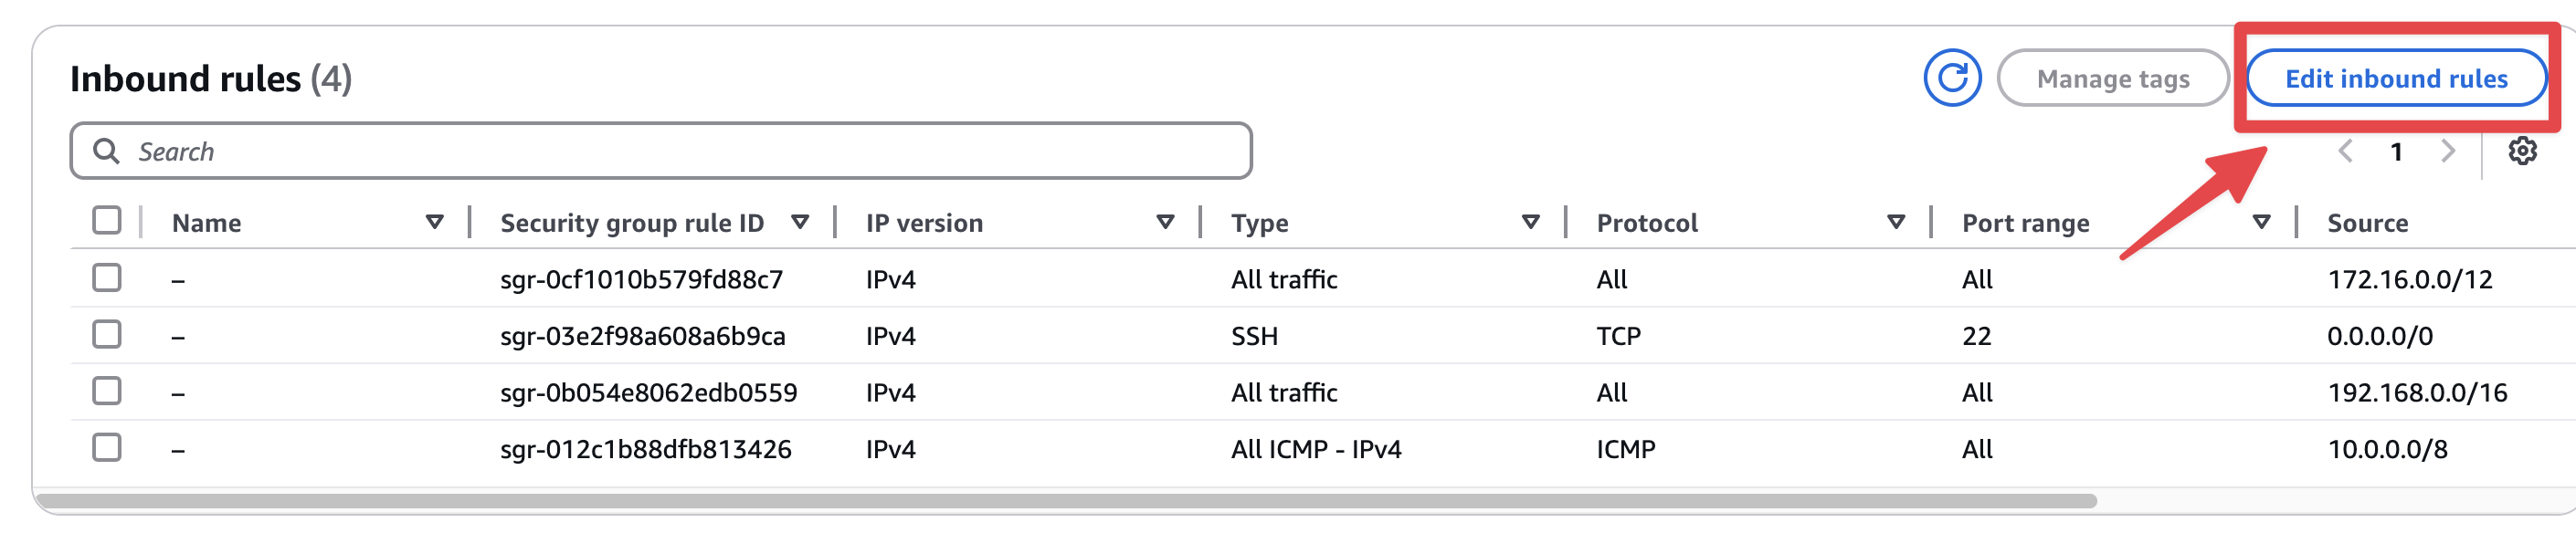 Inbound rules (4) Manage tags Edit inbound rules
Search 1
Name Security group rule ID IP version Type Protocol Port range Source
– sgr-0cf1010b579fd88c7 IPv4 All traffic All All 172.16.0.0/12
– sgr-03e2f98a608a6b9ca IPv4 SSH TCP 22 0.0.0.0/0
– sgr-0b054e8062edb0559 IPv4 All traffic All All 192.168.0.0/16
– sgr-012c1b88dfb813426 IPv4 All ICMP - IPv4 ICMP All 10.0.0.0/8